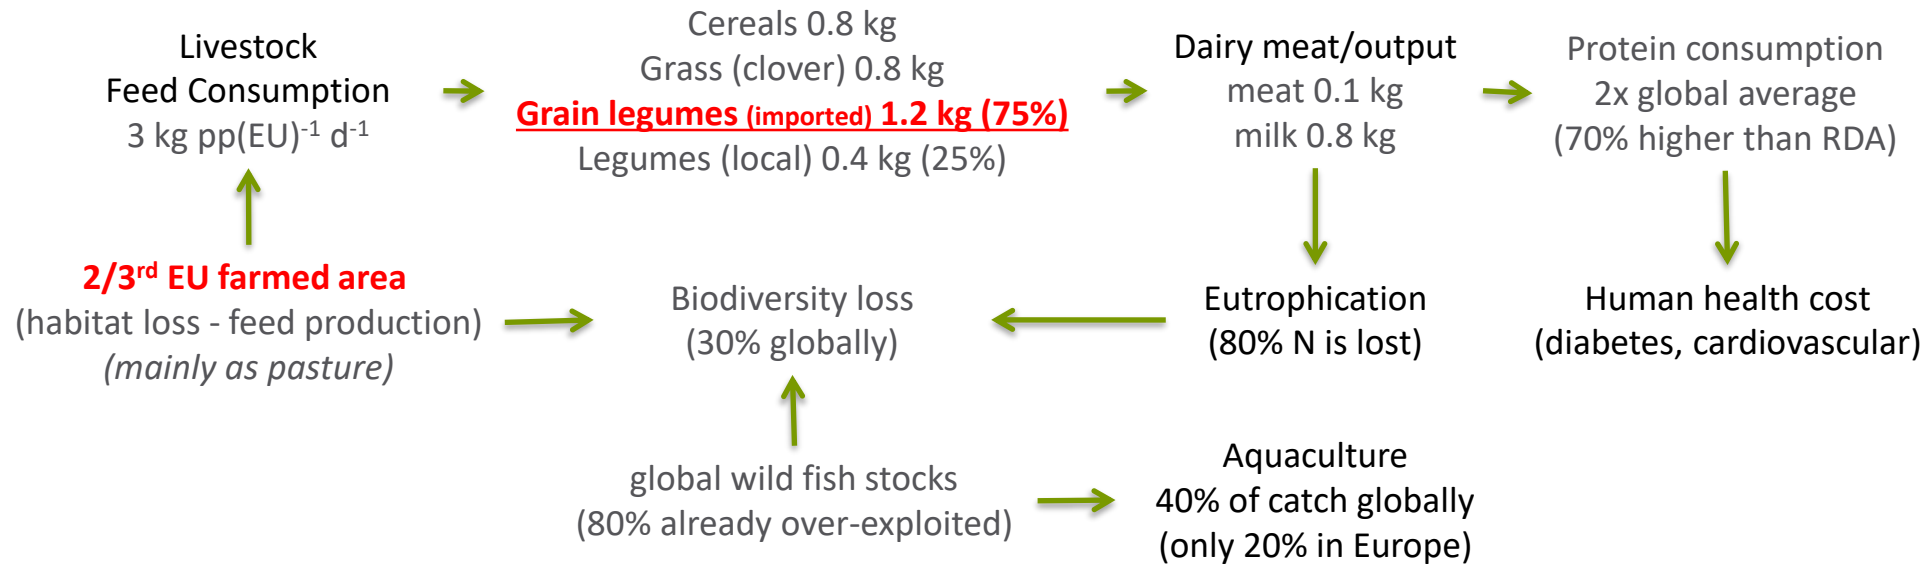 Livestock
Feed Consumption
3 kg pp(EU)⁻¹ d⁻¹
Cereals 0.8 kg
Grass (clover) 0.8 kg
Grain legumes (imported) 1.2 kg (75%)
Legumes (local) 0.4 kg (25%)
Dairy meat/output
meat 0.1 kg
milk 0.8 kg
Protein consumption
2x global average
(70% higher than RDA)
2/3ʳᵈ EU farmed area
(habitat loss - feed production)
(mainly as pasture)
Biodiversity loss
(30% globally)
Eutrophication
(80% N is lost)
Human health cost
(diabetes, cardiovascular)
global wild fish stocks
(80% already over-exploited)
Aquaculture
40% of catch globally
(only 20% in Europe)